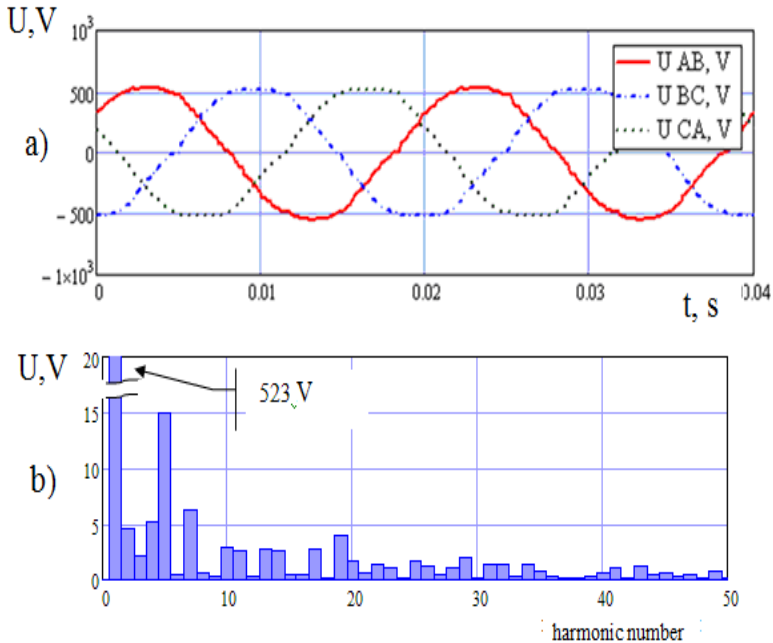 U,V
10³
500
0
− 500
− 1×10³
a)
U AB, V
U BC, V
U CA, V
0
0.01
0.02
0.03
0.04
t, s
U,V
20
15
10
5
0
b)
523 V
0
10
20
30
40
50
harmonic number